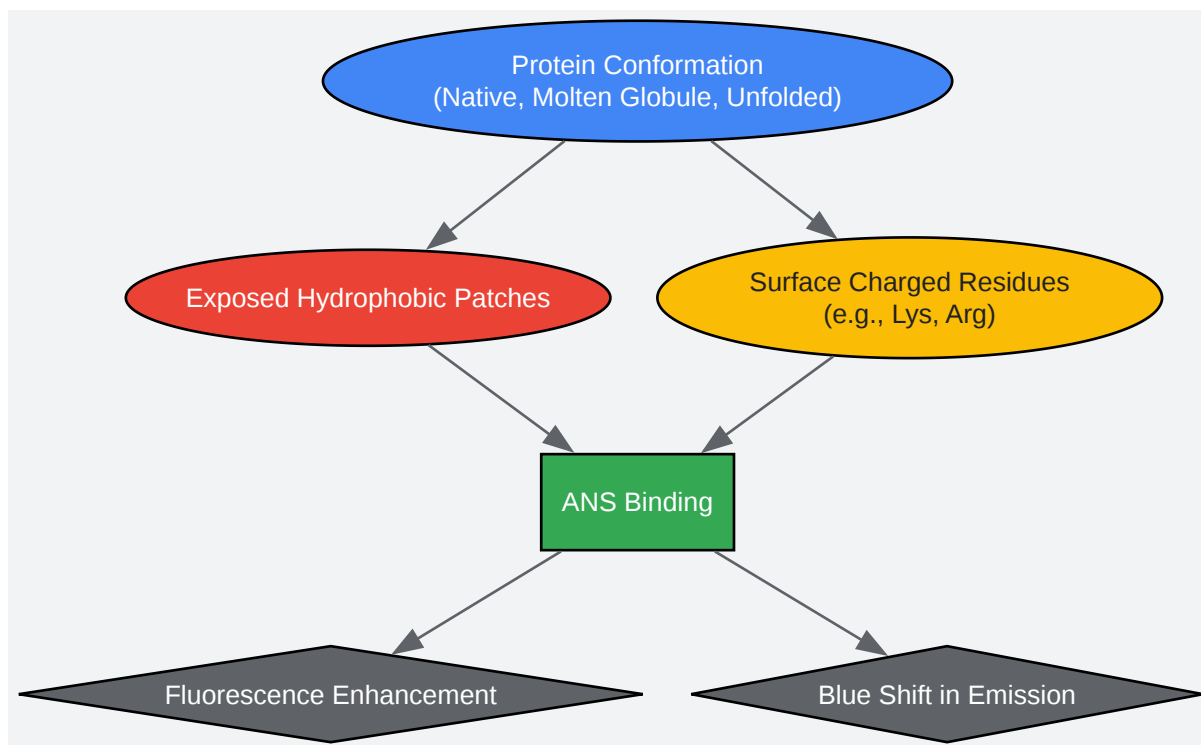 Protein Conformation
(Native, Molten Globule, Unfolded)
Exposed Hydrophobic Patches
Surface Charged Residues
(e.g., Lys, Arg)
ANS Binding
Fluorescence Enhancement
Blue Shift in Emission